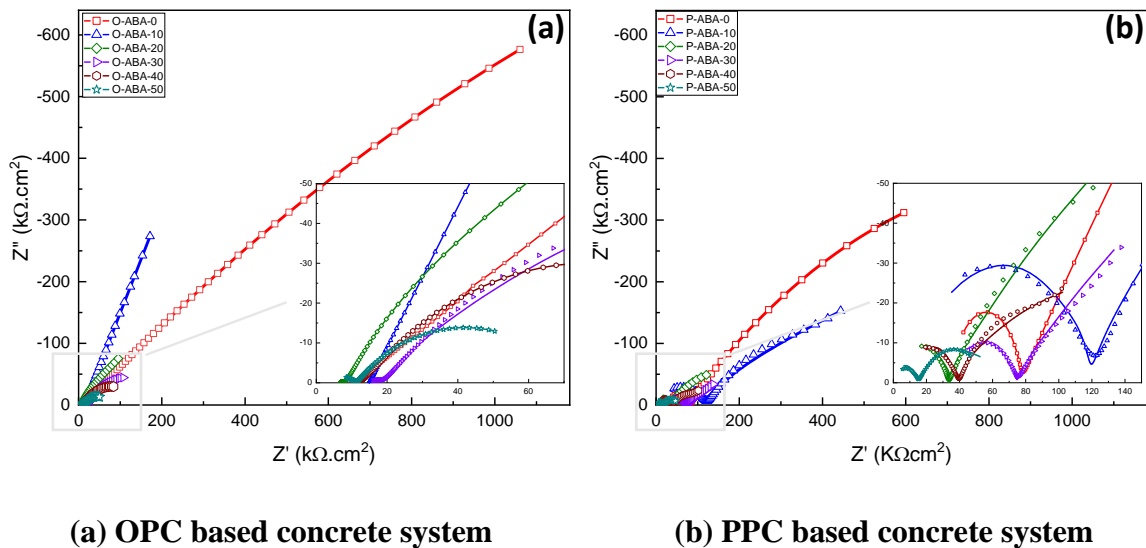 (a)
O-ABA-0
O-ABA-10
O-ABA-20
O-ABA-30
O-ABA-40
O-ABA-50
-600
-500
-400
-300
-200
-100
0
Z'' (kΩ.cm²)
0 200 400 600 800 1000
Z' (kΩ.cm²)
-50
-40
-30
-20
-10
0
0 20 40 60
(b)
P-ABA-0
P-ABA-10
P-ABA-20
P-ABA-30
P-ABA-40
P-ABA-50
-600
-500
-400
-300
-200
-100
0
Z'' (kΩ.cm²)
0 200 400 600 800 1000
Z' (KΩcm²)
-50
-40
-30
-20
-10
0
0 20 40 60 80 100 120 140
(a) OPC based concrete system
(b) PPC based concrete system